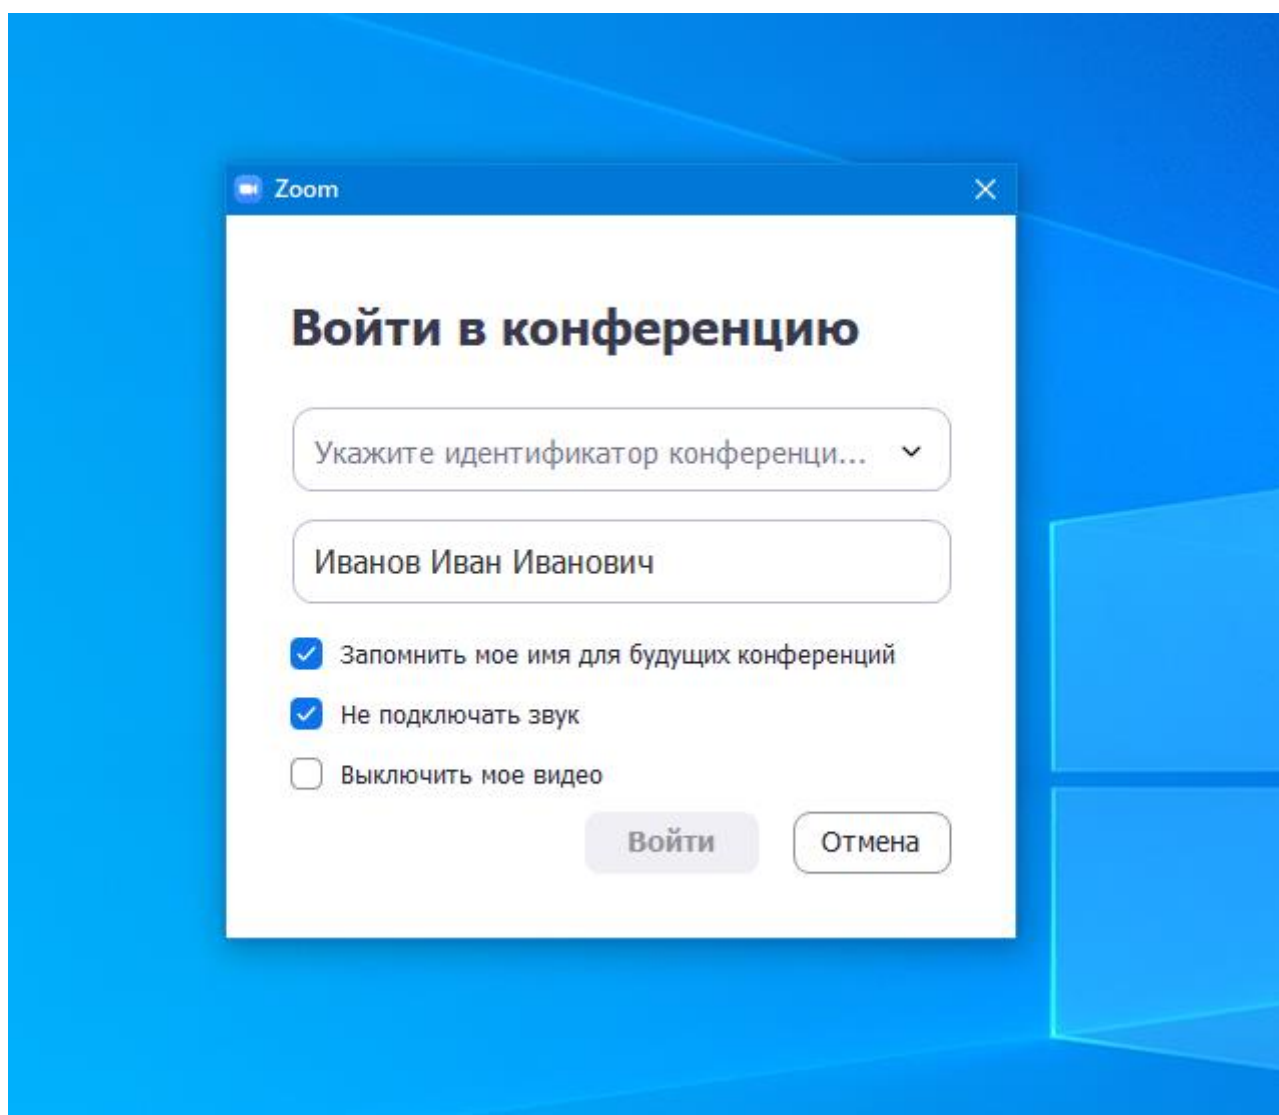 Zoom
Войти в конференцию
Укажите идентификатор конференци...
Иванов Иван Иванович
Запомнить мое имя для будущих конференций
Не подключать звук
Выключить мое видео
Войти Отмена